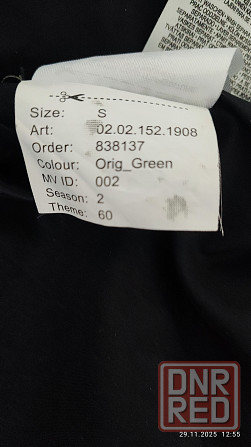 Size: S
Art: 02.02.152.1908
Order: 838137
Colour: Orig_Green
MV ID: 002
Season: 2
Theme: 60
DNR
RED
29.11.2025 12:55